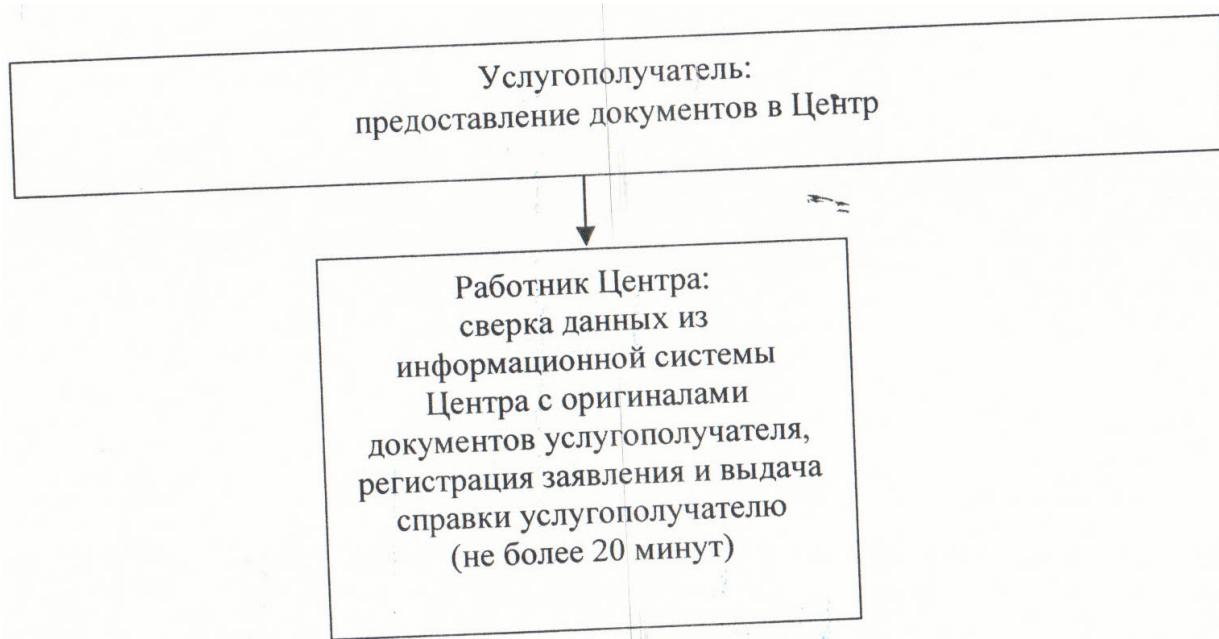 Услугополучатель:
предоставление документов в Центр
Работник Центра:
сверка данных из
информационной системы
Центра с оригиналами
документов услугополучателя,
регистрация заявления и выдача
справки услугополучателю
(не более 20 минут)